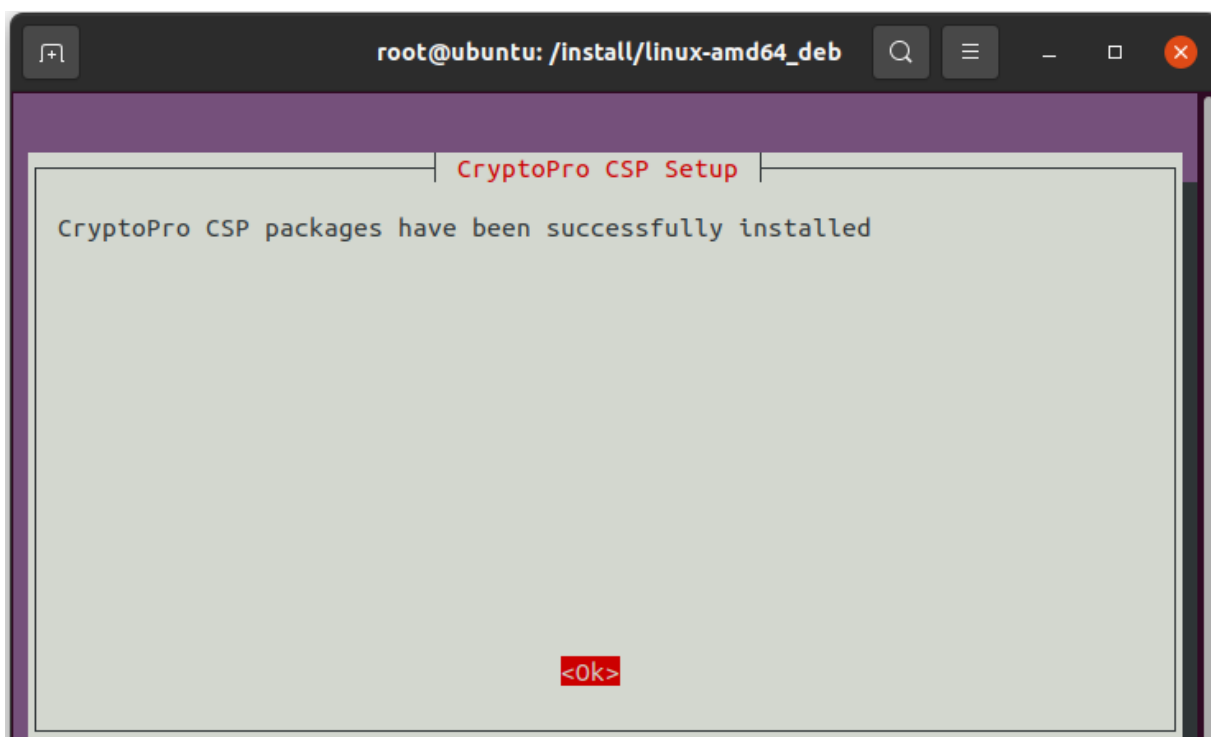 root@ubuntu: /install/linux-amd64_deb
CryptoPro CSP Setup
CryptoPro CSP packages have been successfully installed
<Ok>